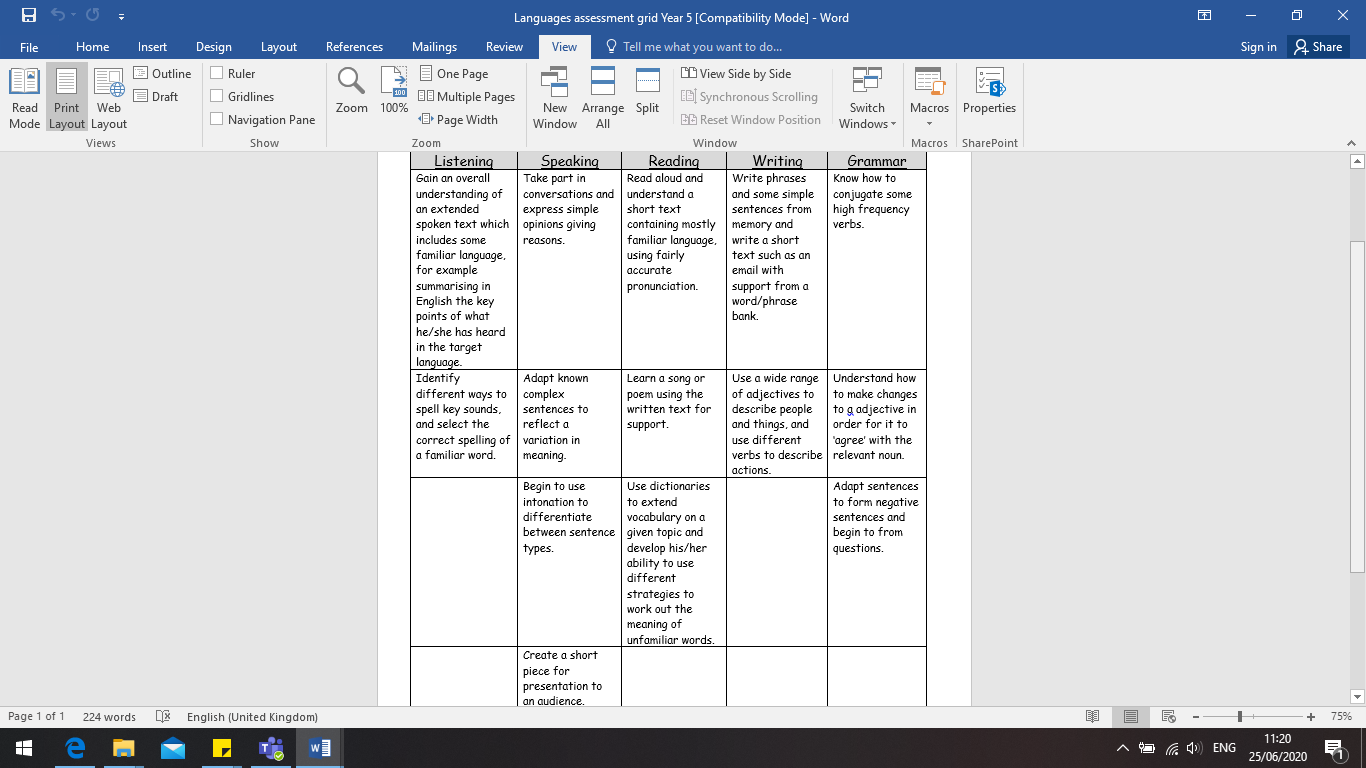 Languages assessment grid Year 5 [Compatibility Mode] - Word
File Home Insert Design Layout References Mailings Review View Tell me what you want to do... Sign in Share
Read Mode
Print Layout
Web Layout
Outline
Draft
Views
Ruler
Gridlines
Navigation Pane
Show
Zoom
100
100%
One Page
Multiple Pages
Page Width
Zoom
New Window
Arrange All
Split
View Side by Side
Synchronous Scrolling
Reset Window Position
Window
Switch Windows
Macros
Macros
S
Properties
SharePoint
Listening Speaking Reading Writing Grammar
Gain an overall
understanding of
an extended
spoken text which
includes some
familiar language,
for example
summarising in
English the key
points of what
he/she has heard
in the target
language.
Take part in
conversations and
express simple
opinions giving
reasons.
Read aloud and
understand a
short text
containing mostly
familiar language,
using fairly
accurate
pronunciation.
Write phrases
and some simple
sentences from
memory and
write a short
text such as an
email with
support from a
word/phrase
bank.
Know how to
conjugate some
high frequency
verbs.
Identify
different ways to
spell key sounds,
and select the
correct spelling of
a familiar word.
Adapt known
complex
sentences to
reflect a
variation in
meaning.
Learn a song or
poem using the
written text for
support.
Use a wide range
of adjectives to
describe people
and things, and
use different
verbs to describe
actions.
Understand how
to make changes
to a adjective in
order for it to
'agree' with the
relevant noun.
Begin to use
intonation to
differentiate
between sentence
types.
Use dictionaries
to extend
vocabulary on a
given topic and
develop his/her
ability to use
different
strategies to
work out the
meaning of
unfamiliar words.
Adapt sentences
to form negative
sentences and
begin to from
questions.
Create a short
piece for
presentation to
an audience.
Page 1 of 1 224 words English (United Kingdom) 75%
ENG
11:20
25/06/2020
1